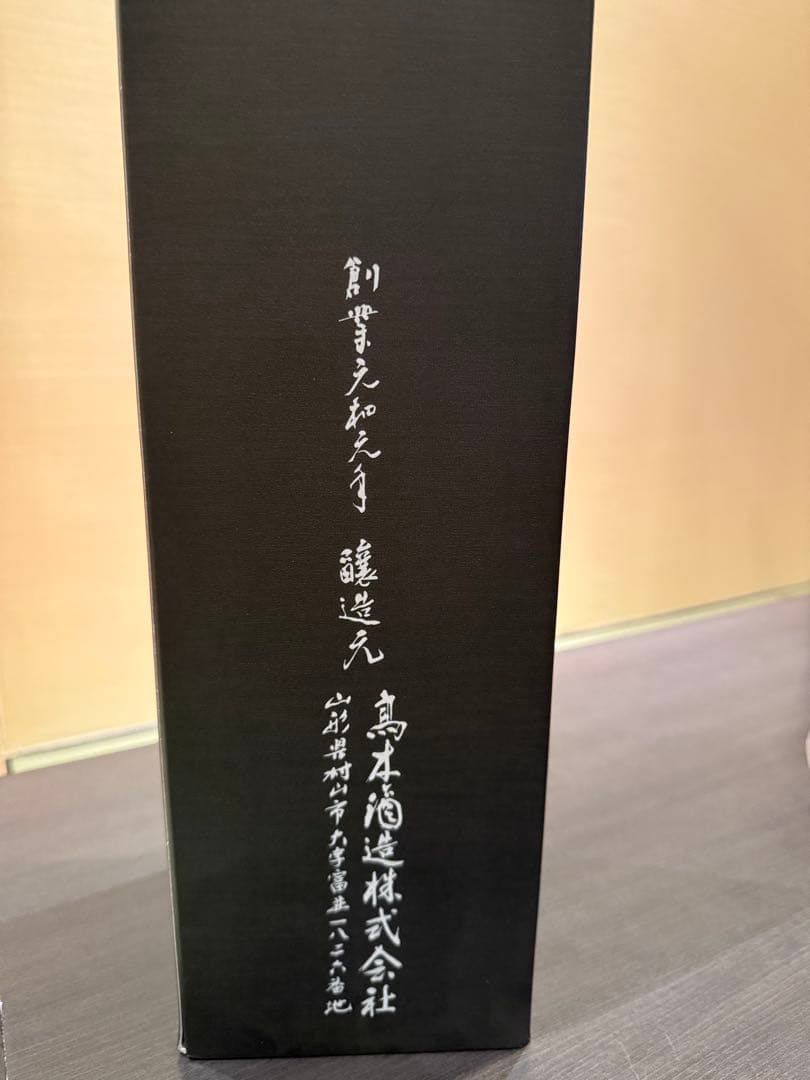 創業元和元年 醸造元
高木酒造株式会社
山形県村山市大字富並一八二六番地